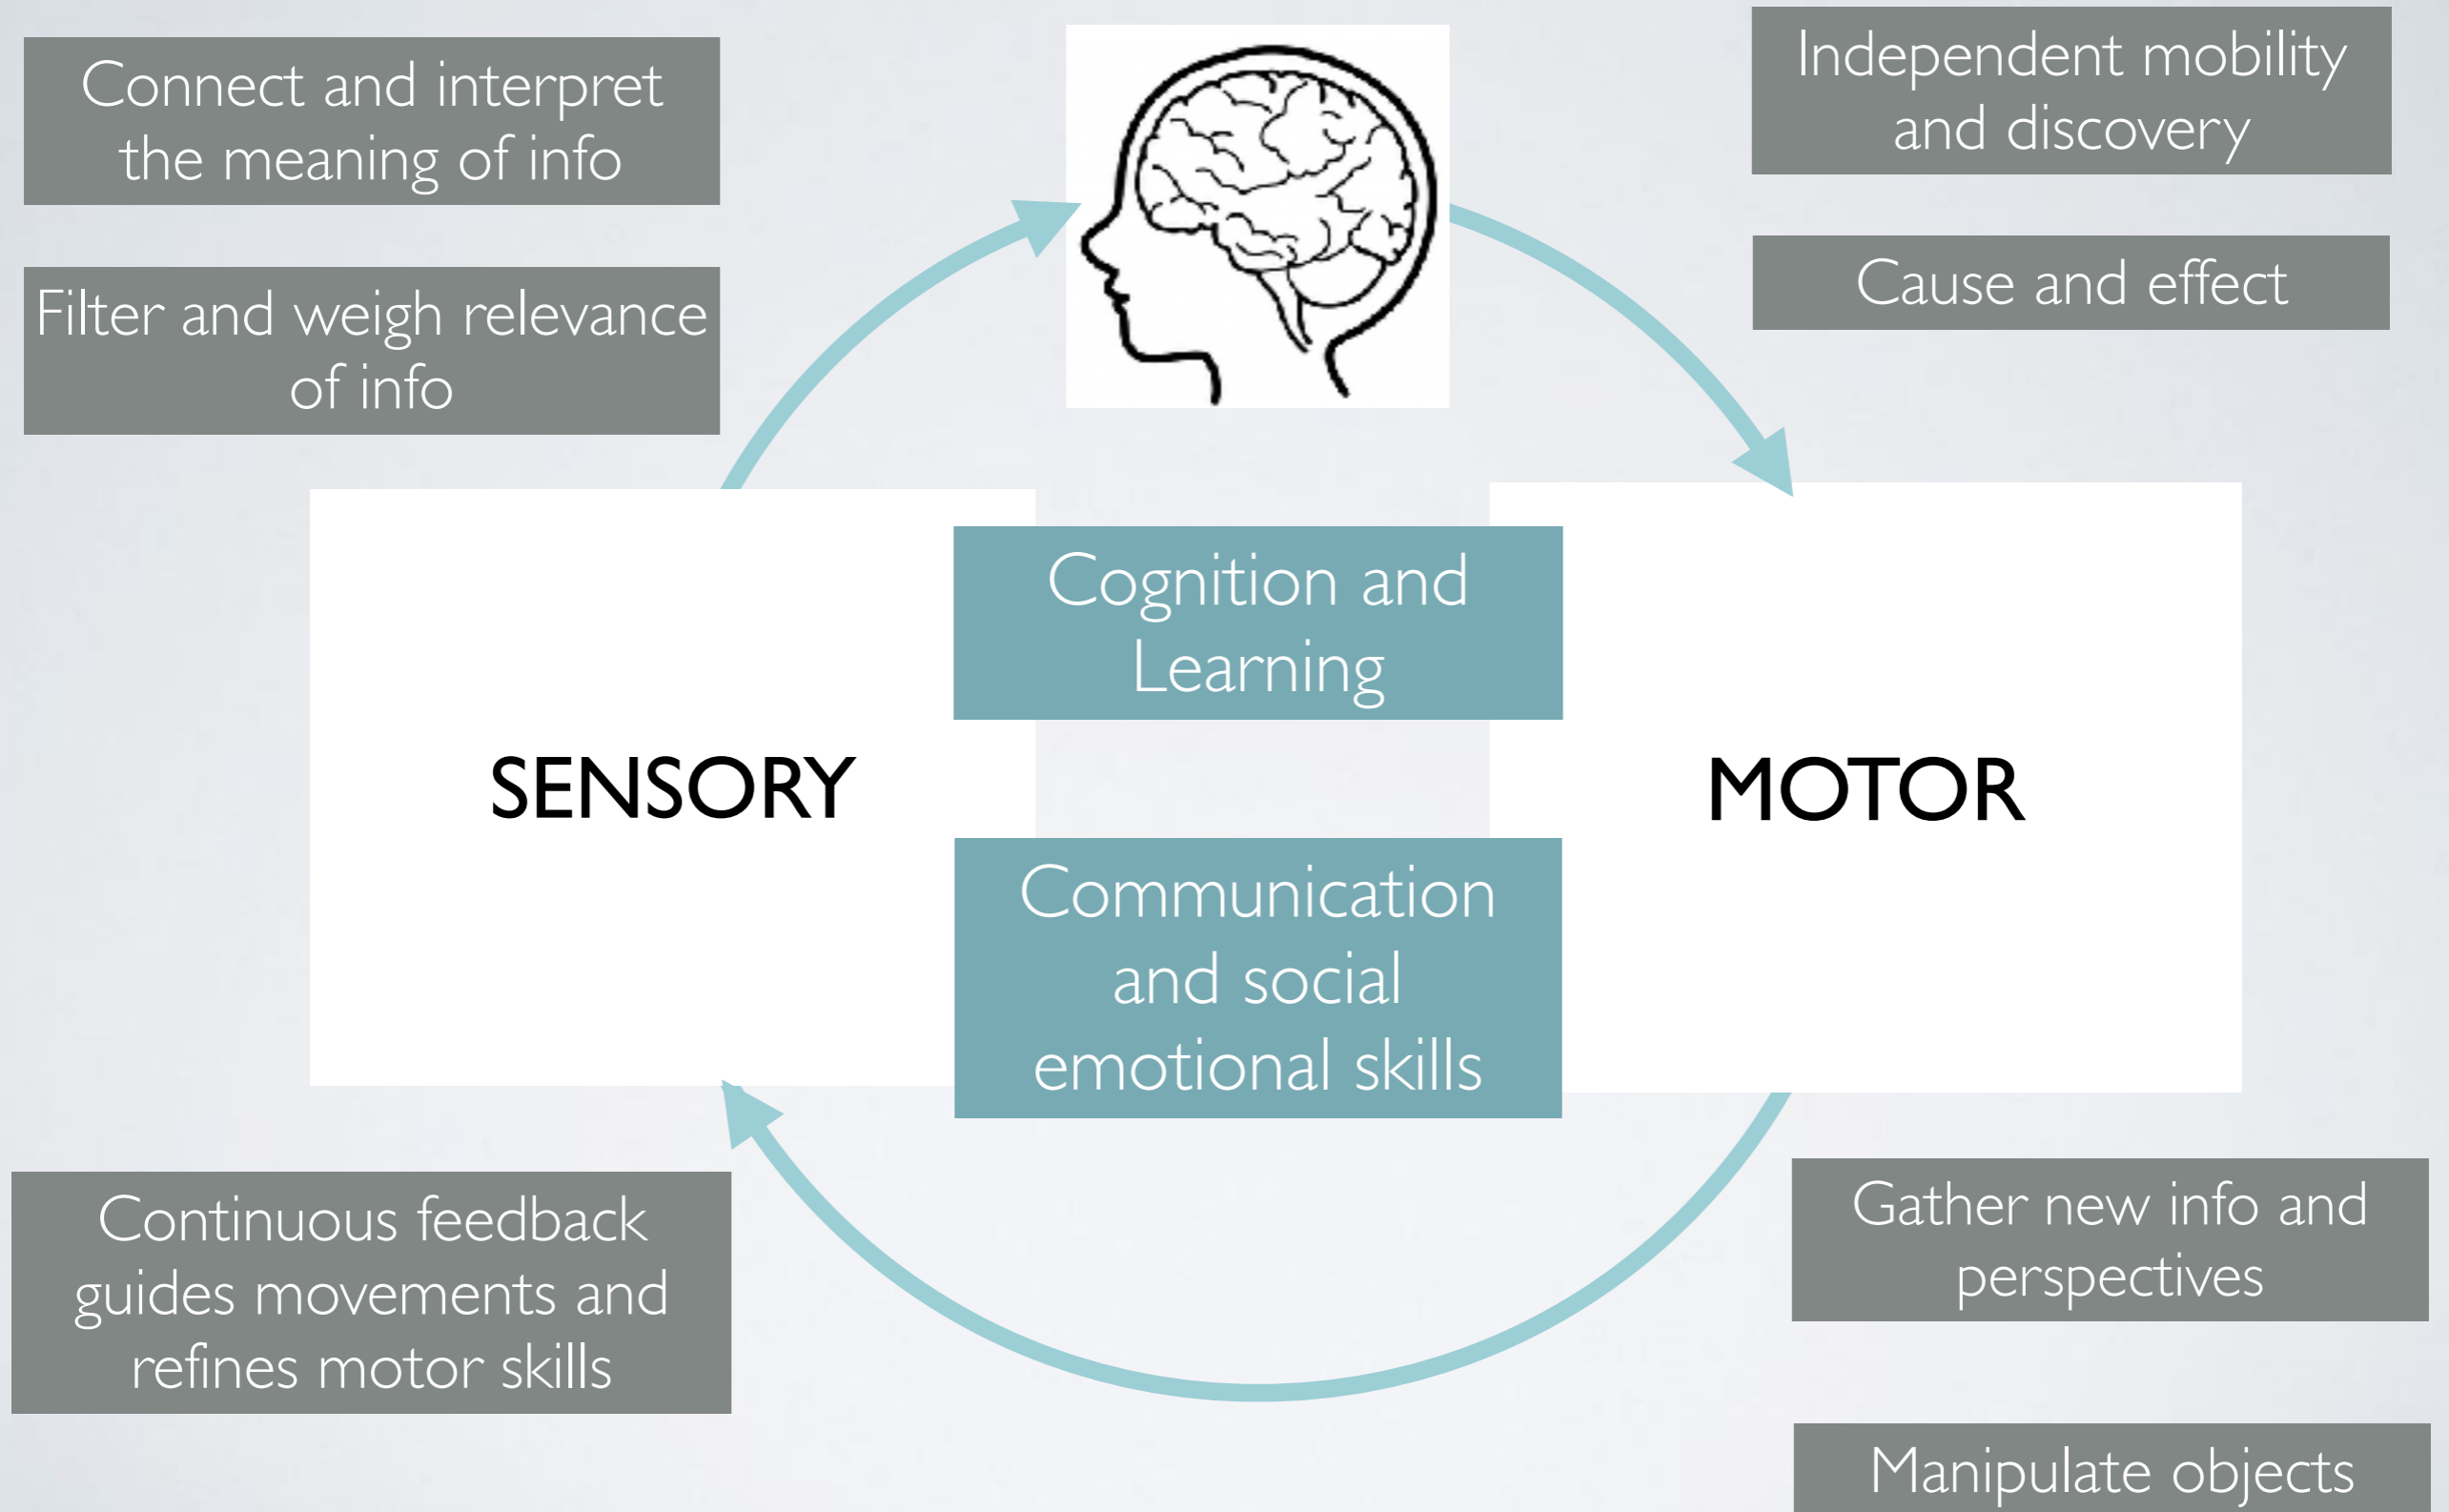 Connect and interpret
the meaning of info
Filter and weigh relevance
of info
Independent mobility
and discovery
Cause and effect
Cognition and
Learning
SENSORY
MOTOR
Communication
and social
emotional skills
Continuous feedback
guides movements and
refines motor skills
Gather new info and
perspectives
Manipulate objects